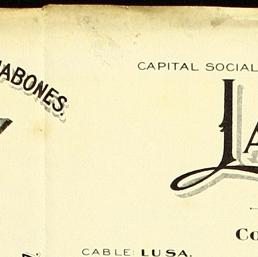 JABONES.
CAPITAL SOCIAL
LA
Co
CABLE: LUSA.